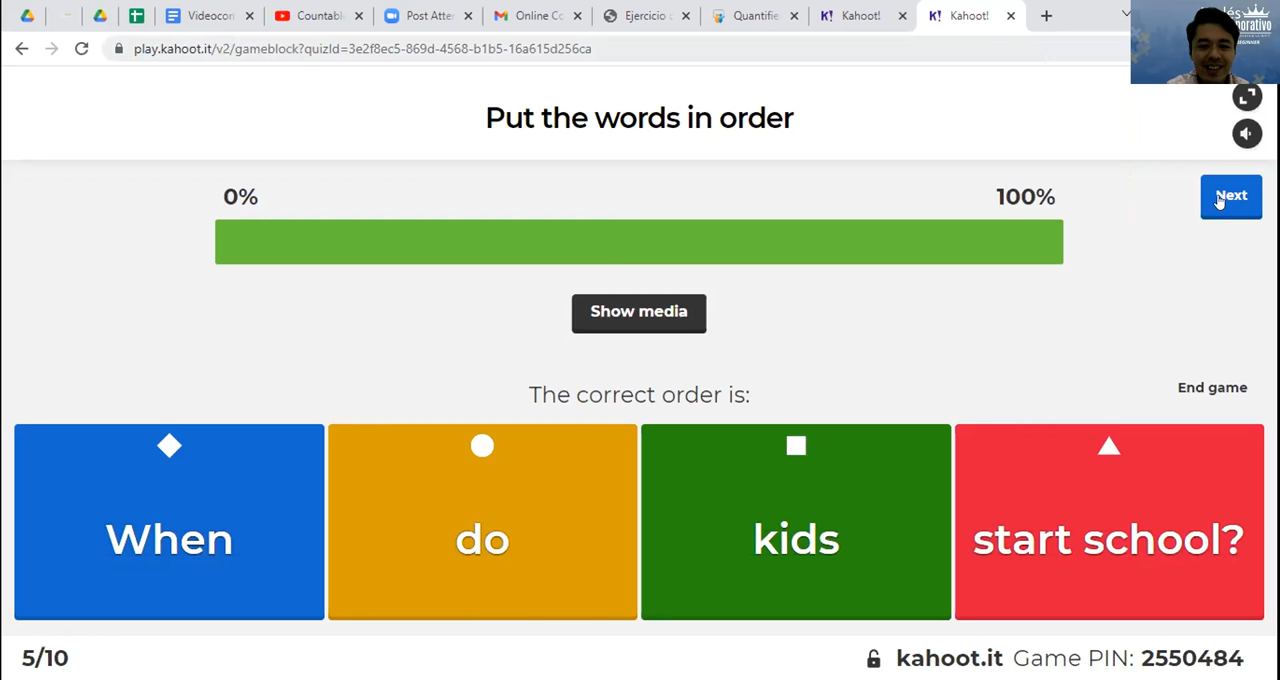 Videocon
Countabl
Post Atte
Online Co
Ejercicio
Quantifie
Kahoot!
Kahoot!
play.kahoot.it/v2/gameblock?quizId=3e2f8ec5-869d-4568-b1b5-16a615d256ca
Put the words in order
0%
100%
Next
Show media
The correct order is:
End game
When
do
kids
start school?
5/10
kahoot.it Game PIN: 2550484